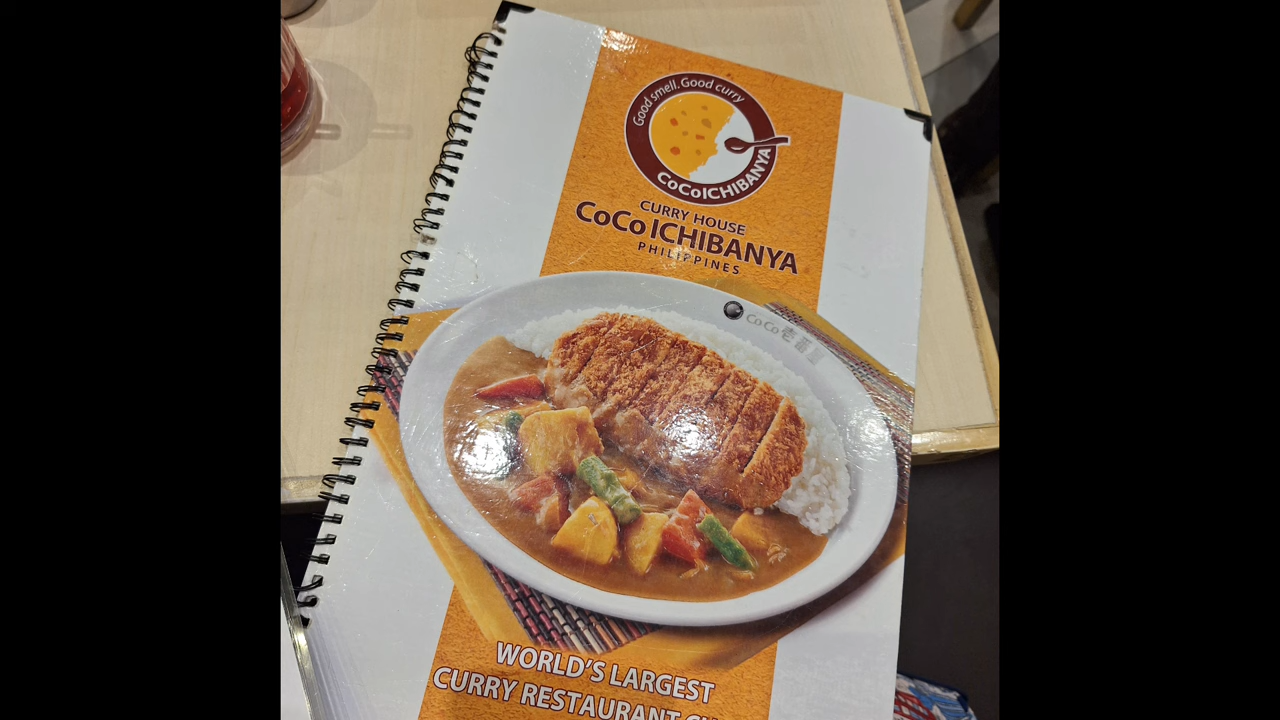 Good smell.Good curry
CoCoICHIBANYA
CURRY HOUSE
CoCo ICHIBANYA
PHILIPPINES
CoCo壱番屋
WORLD'S LARGEST
CURRY RESTAURANT